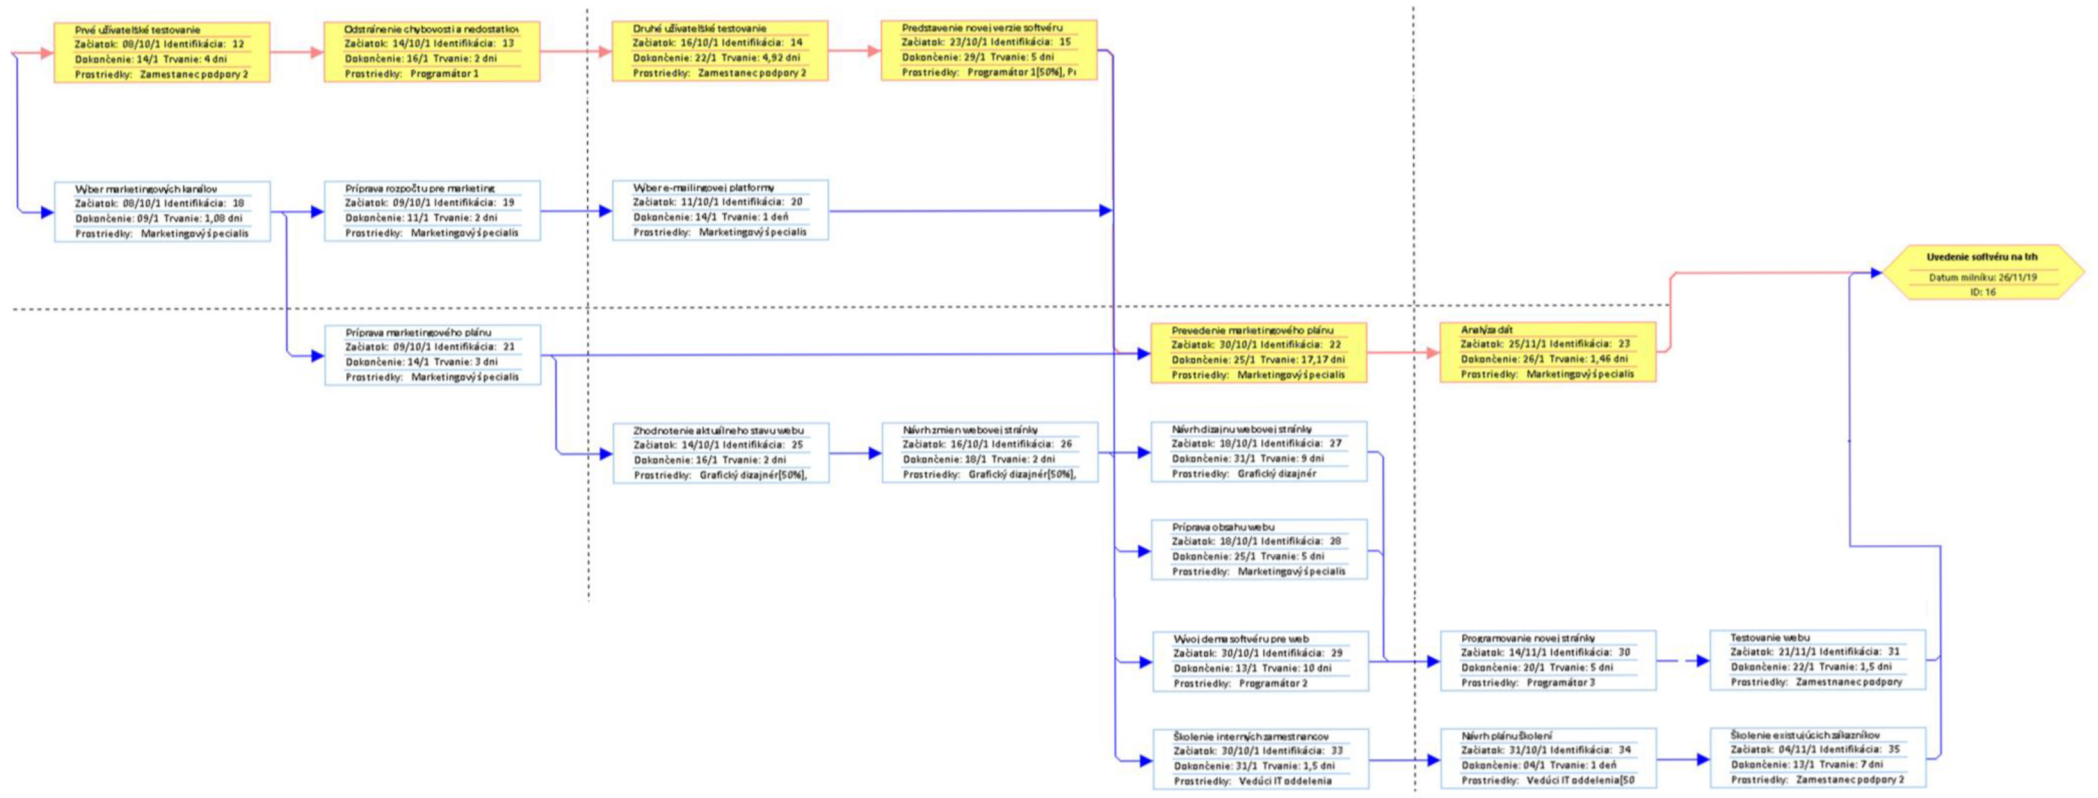 Prvé užívateľské testovanie
Začiatok: 08/10/1 Identifikácia: 12
Dokončenie: 14/1 Trvanie: 4 dni
Prostriedky: Zamestanec podpory 2
Odstránenie chybovosti a nedostatkov
Začiatok: 14/10/1 Identifikácia: 13
Dokončenie: 16/1 Trvanie: 2 dni
Prostriedky: Programátor 1
Druhé užívateľské testovanie
Začiatok: 16/10/1 Identifikácia: 14
Dokončenie: 22/1 Trvanie: 4,92 dni
Prostriedky: Zamestanec podpory 2
Predstavenie novej verzie softvéru
Začiatok: 23/10/1 Identifikácia: 15
Dokončenie: 29/1 Trvanie: 5 dni
Prostriedky: Programátor 1[50%],
Výber marketingových kanálov
Začiatok: 08/10/1 Identifikácia: 18
Dokončenie: 09/1 Trvanie: 1,08 dni
Prostriedky: Marketingový špecialis
Príprava rozpočtu pre marketing
Začiatok: 09/10/1 Identifikácia: 19
Dokončenie: 11/1 Trvanie: 2 dni
Prostriedky: Marketingový špecialis
Výber e-mailingovej platformy
Začiatok: 11/10/1 Identifikácia: 20
Dokončenie: 14/1 Trvanie: 1 deň
Prostriedky: Marketingový špecialis
Uvedenie softvéru na trh
Datum milníku: 26/11/19
ID: 16
Príprava marketingového plánu
Začiatok: 09/10/1 Identifikácia: 21
Dokončenie: 14/1 Trvanie: 3 dni
Prostriedky: Marketingový špecialis
Prevedenie marketingového plánu
Začiatok: 30/10/1 Identifikácia: 22
Dokončenie: 25/1 Trvanie: 17,17 dni
Prostriedky: Marketingový špecialis
Analýza dát
Začiatok: 25/11/1 Identifikácia: 23
Dokončenie: 26/1 Trvanie: 1,46 dni
Prostriedky: Marketingový špecialis
Zhodnotenie aktuálneho stavu webu
Začiatok: 14/10/1 Identifikácia: 25
Dokončenie: 16/1 Trvanie: 2 dni
Prostriedky: Grafický dizajnér[50%],
Návrh zmien webovej stránky
Začiatok: 16/10/1 Identifikácia: 26
Dokončenie: 18/1 Trvanie: 2 dni
Prostriedky: Grafický dizajnér[50%],
Návrh dizajnu webovej stránky
Začiatok: 18/10/1 Identifikácia: 27
Dokončenie: 31/1 Trvanie: 9 dni
Prostriedky: Grafický dizajnér
Príprava obsahu webu
Začiatok: 18/10/1 Identifikácia: 28
Dokončenie: 25/1 Trvanie: 5 dni
Prostriedky: Marketingový špecialis
Vývoj dema softvéru pre web
Začiatok: 30/10/1 Identifikácia: 29
Dokončenie: 13/1 Trvanie: 10 dni
Prostriedky: Programátor 2
Programovanie novej stránky
Začiatok: 14/11/1 Identifikácia: 30
Dokončenie: 20/1 Trvanie: 5 dni
Prostriedky: Programátor 3
Testovanie webu
Začiatok: 21/11/1 Identifikácia: 31
Dokončenie: 22/1 Trvanie: 1,5 dni
Prostriedky: Zamestnanec podpory
Školenie interných zamestnancov
Začiatok: 30/10/1 Identifikácia: 33
Dokončenie: 31/1 Trvanie: 1,5 dni
Prostriedky: Vedúci IT oddelenia
Návrh plánu školení
Začiatok: 31/10/1 Identifikácia: 34
Dokončenie: 04/1 Trvanie: 1 deň
Prostriedky: Vedúci IT oddelenia[50
Školenie existujúcich zákazníkov
Začiatok: 04/11/1 Identifikácia: 35
Dokončenie: 13/1 Trvanie: 7 dni
Prostriedky: Zamestanec podpory 2